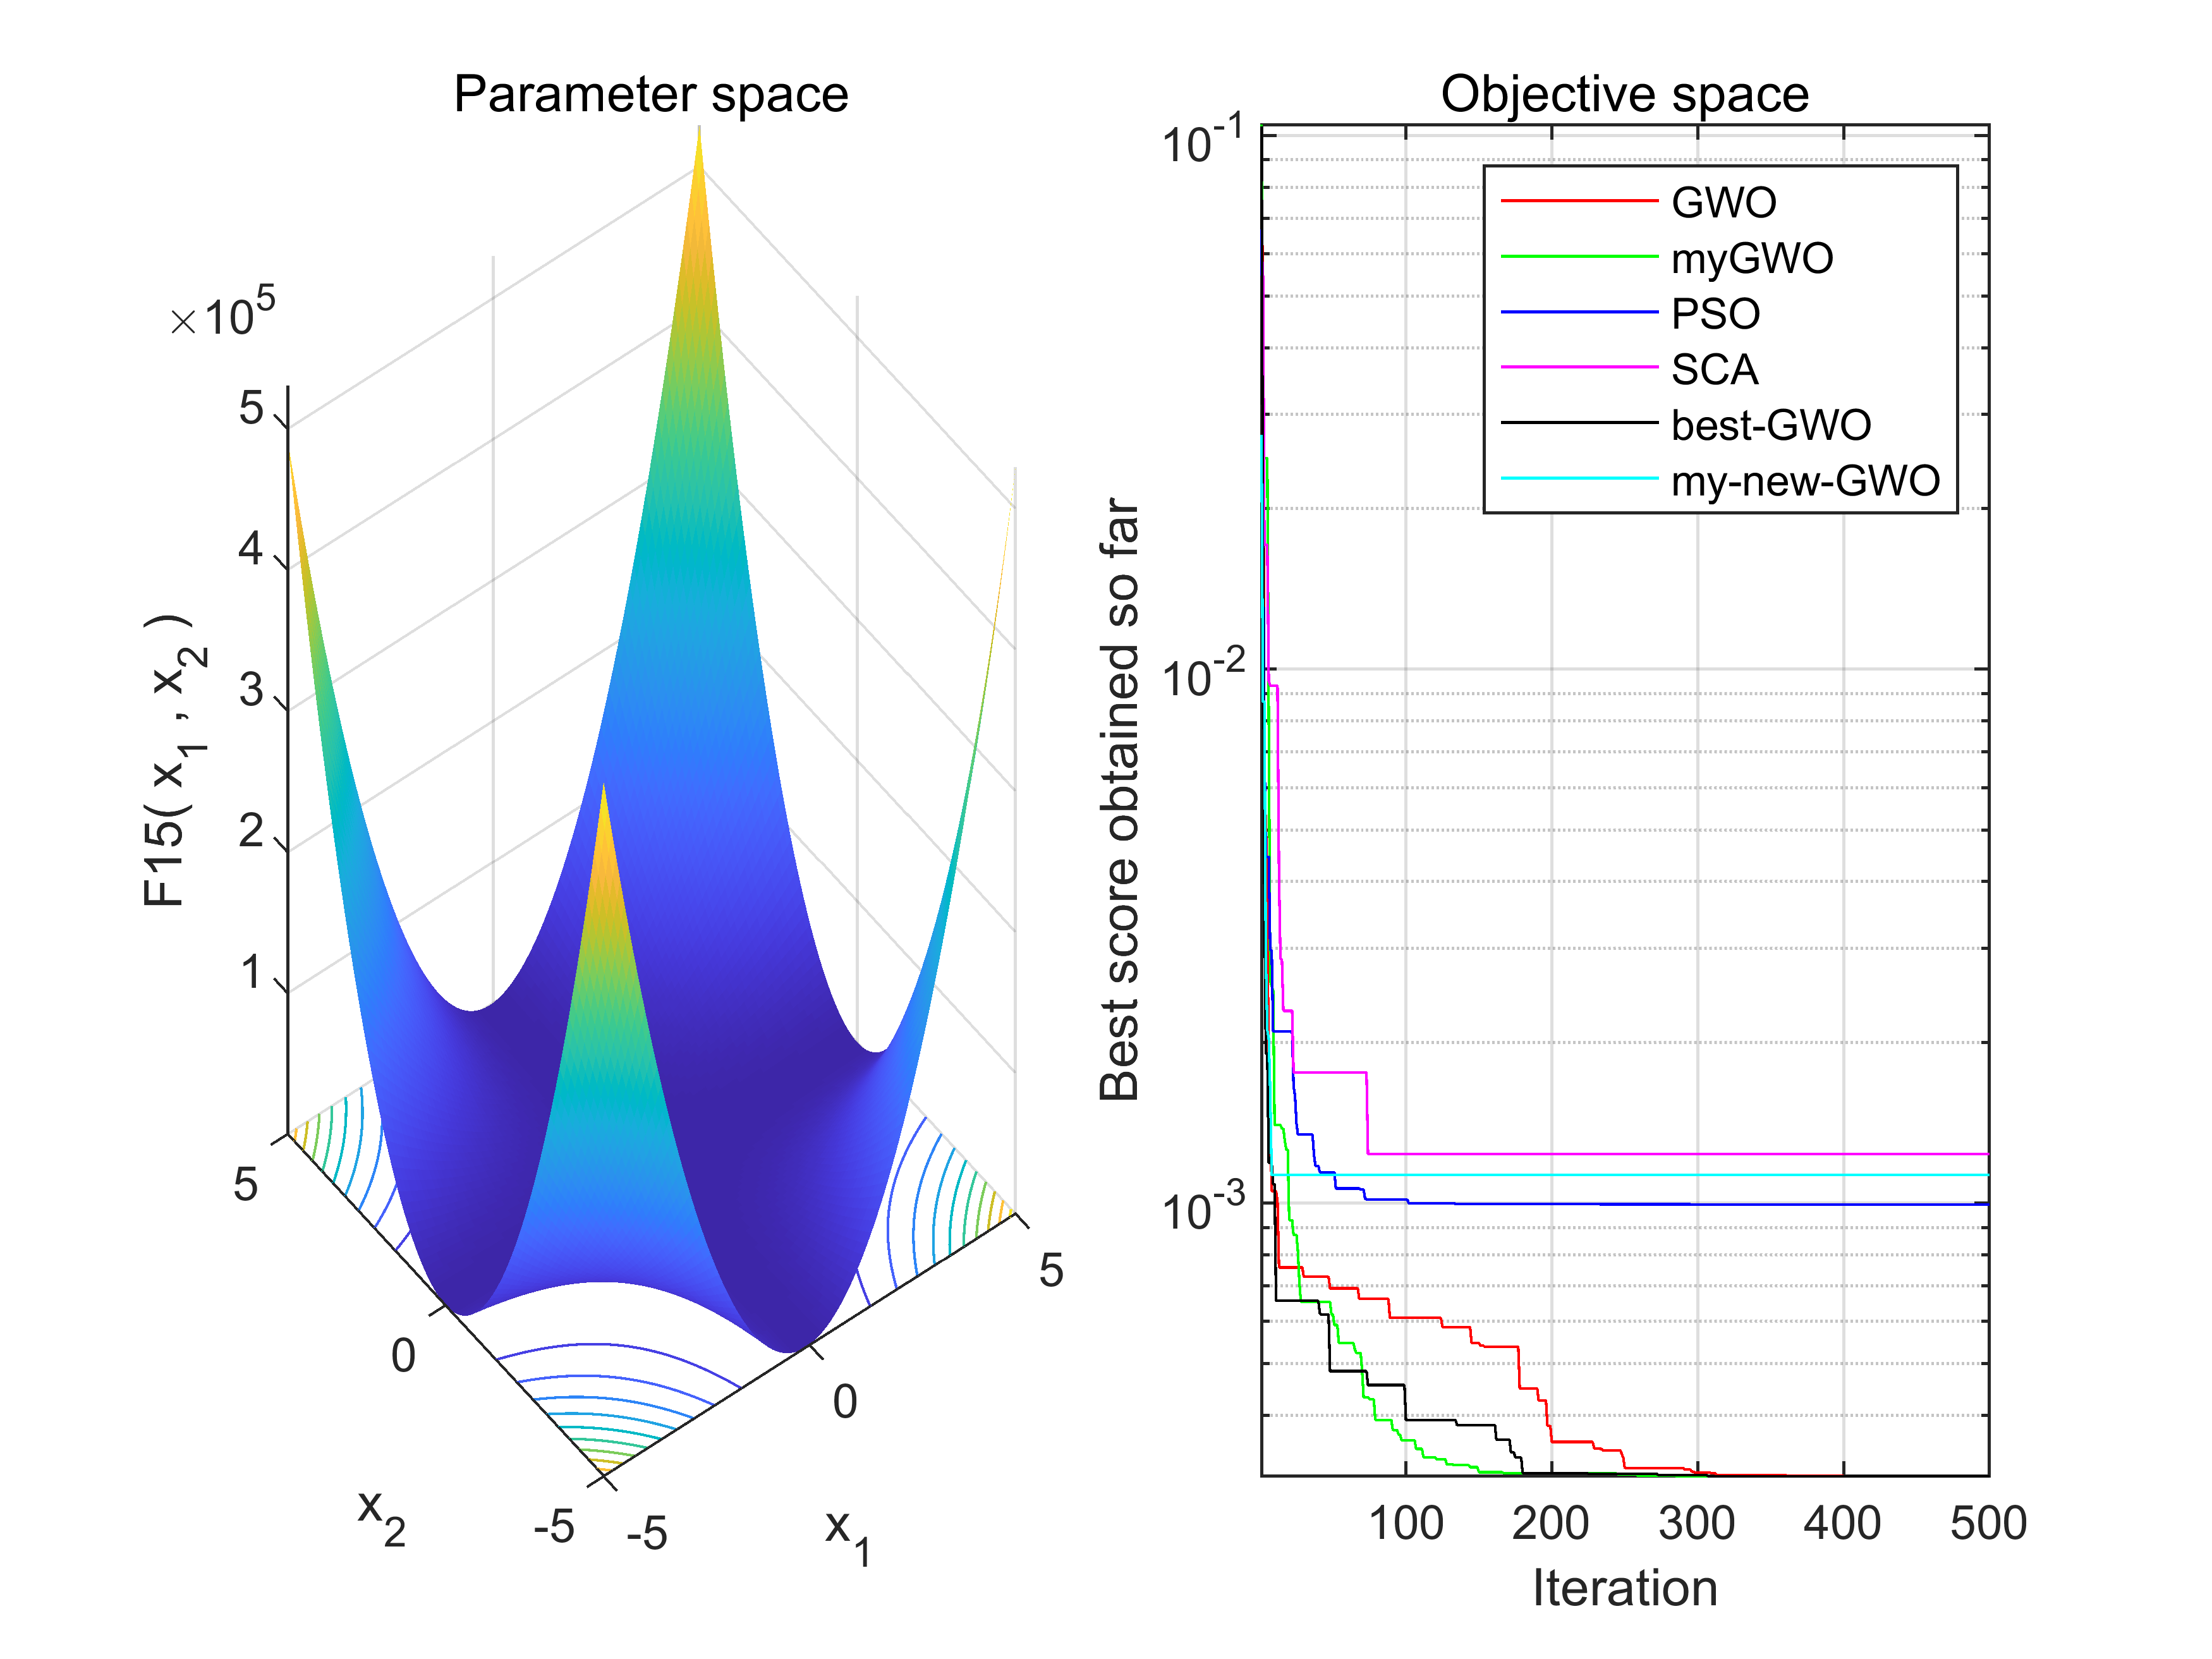 Parameter space
×10^5
5
4
3
2
1
F15( x_1 , x_2 )
5
0
-5
x_2
-5
0
5
x_1
Objective space
10^-1
10^-2
10^-3
Best score obtained so far
GWO
myGWO
PSO
SCA
best-GWO
my-new-GWO
100 200 300 400 500
Iteration